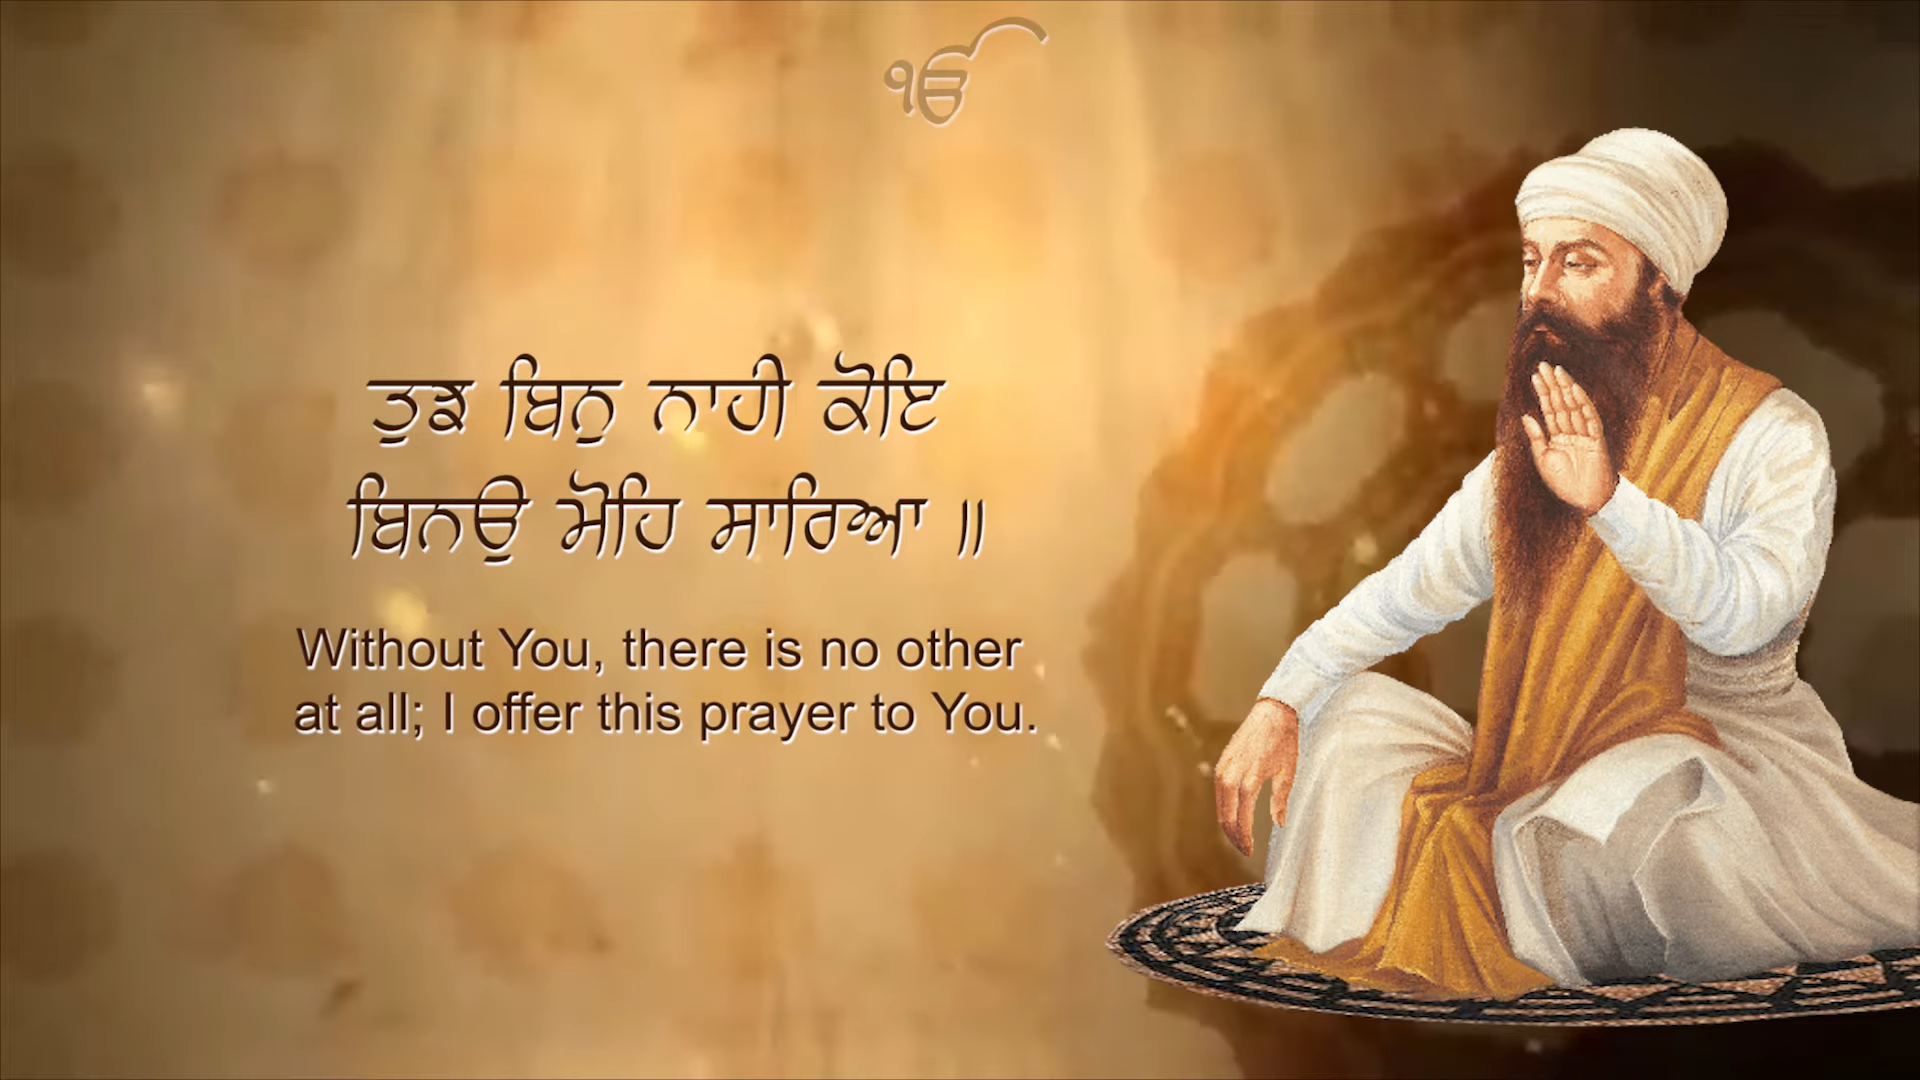 ੴ
ਤੁਝ ਬਿਨੁ ਨਾਹੀ ਕੋਇ
ਬਿਨਉ ਮੋਹਿ ਸਾਰਿਆ ॥
Without You, there is no other
at all; I offer this prayer to You.